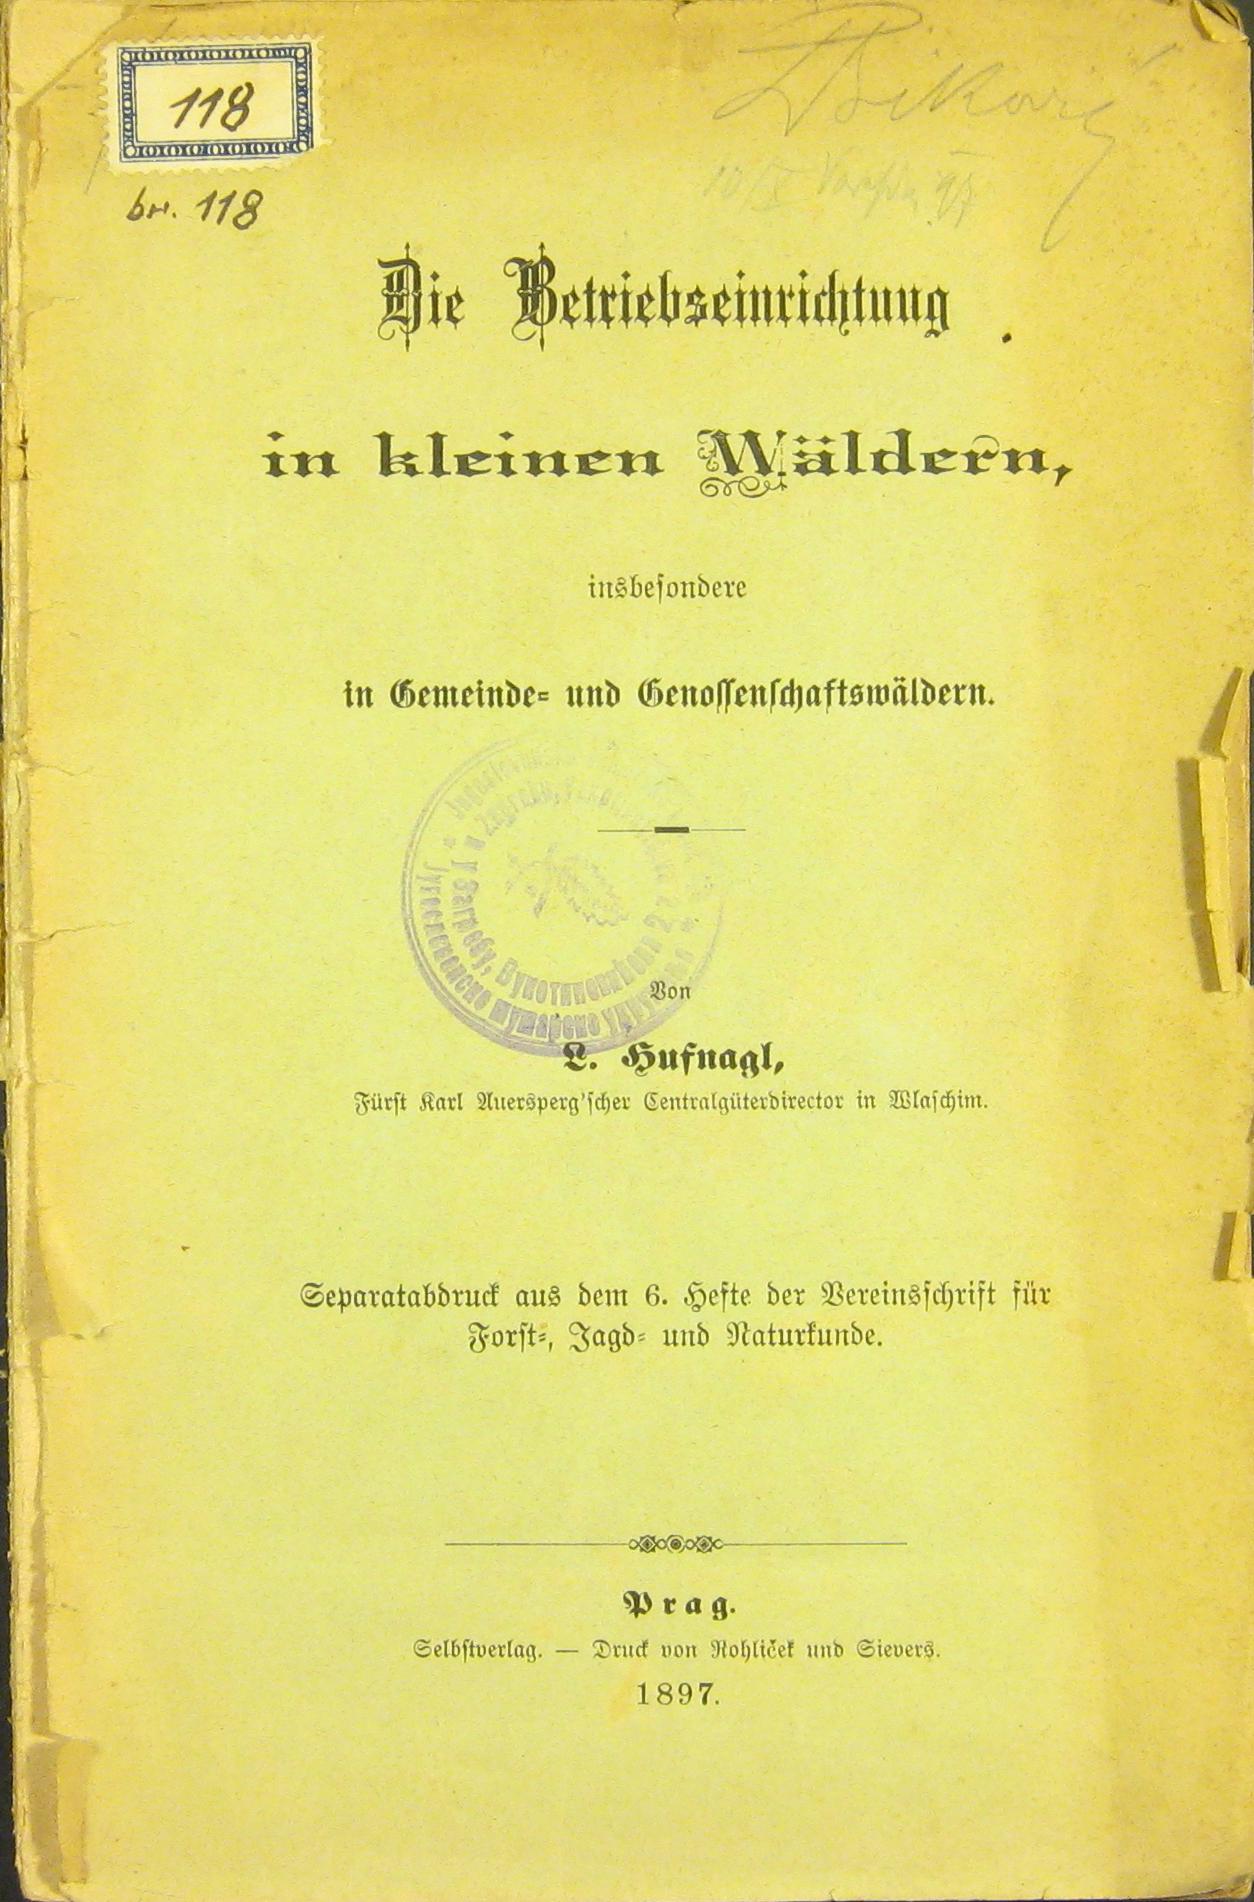 118
br. 118
Die Betriebseinrichtung
in kleinen Wäldern,
insbesondere
in Gemeinde- und Genossenschaftswäldern.
Von
L. Hufnagl,
Fürst Karl Auersperg'scher Centralgüterdirector in Wlaschim.
Separatabdruck aus dem 6. Hefte der Vereinsschrift für
Forst-, Jagd- und Naturkunde.
Prag.
Selbstverlag. — Druck von Rohliček und Sievers.
1897.